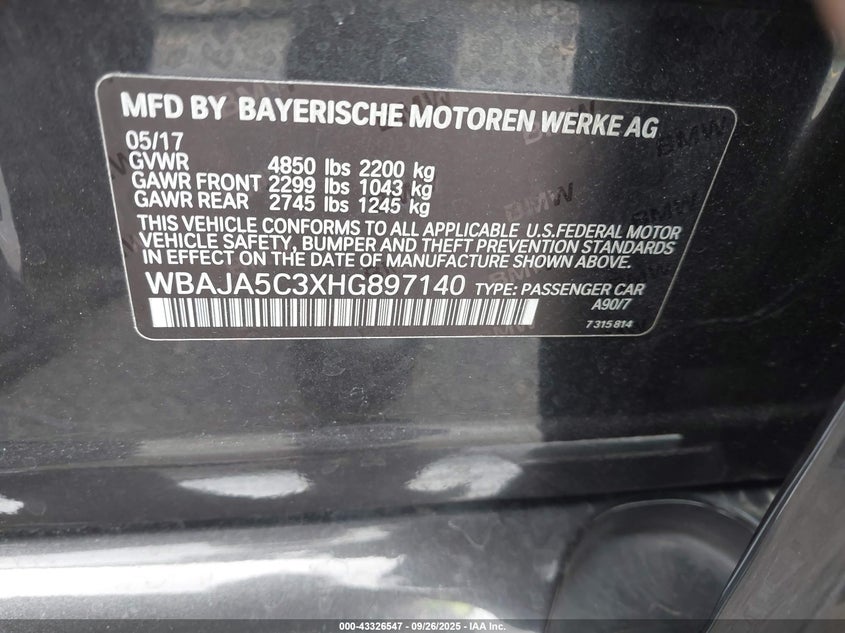 MFD BY BAYERISCHE MOTOREN WERKE AG
05/17
GVWR 4850 lbs 2200 kg
GAWR FRONT 2299 lbs 1043 kg
GAWR REAR 2745 lbs 1245 kg
THIS VEHICLE CONFORMS TO ALL APPLICABLE U.S.FEDERAL MOTOR
VEHICLE SAFETY, BUMPER AND THEFT PREVENTION STANDARDS
IN EFFECT ON THE DATE OF MANUFACTURE SHOWN ABOVE.
WBAJA5C3XHG897140 TYPE: PASSENGER CAR
A90/7
7 315 814
000-43326547 - 09/26/2025 - IAA Inc.